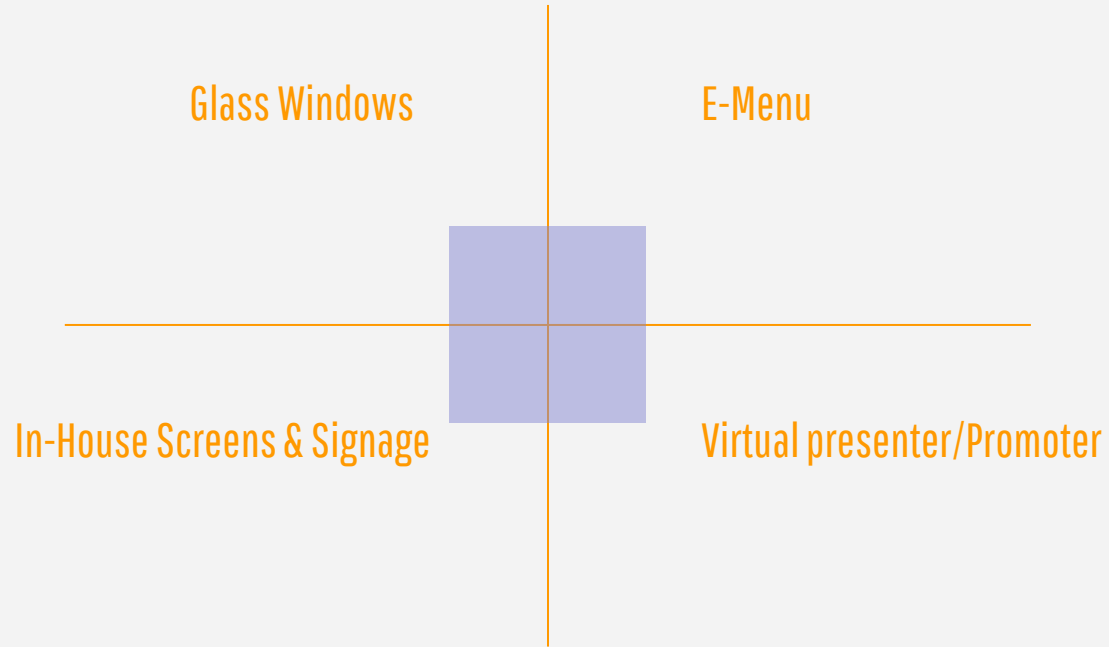 Glass Windows
E-Menu
In-House Screens & Signage
Virtual presenter/Promoter